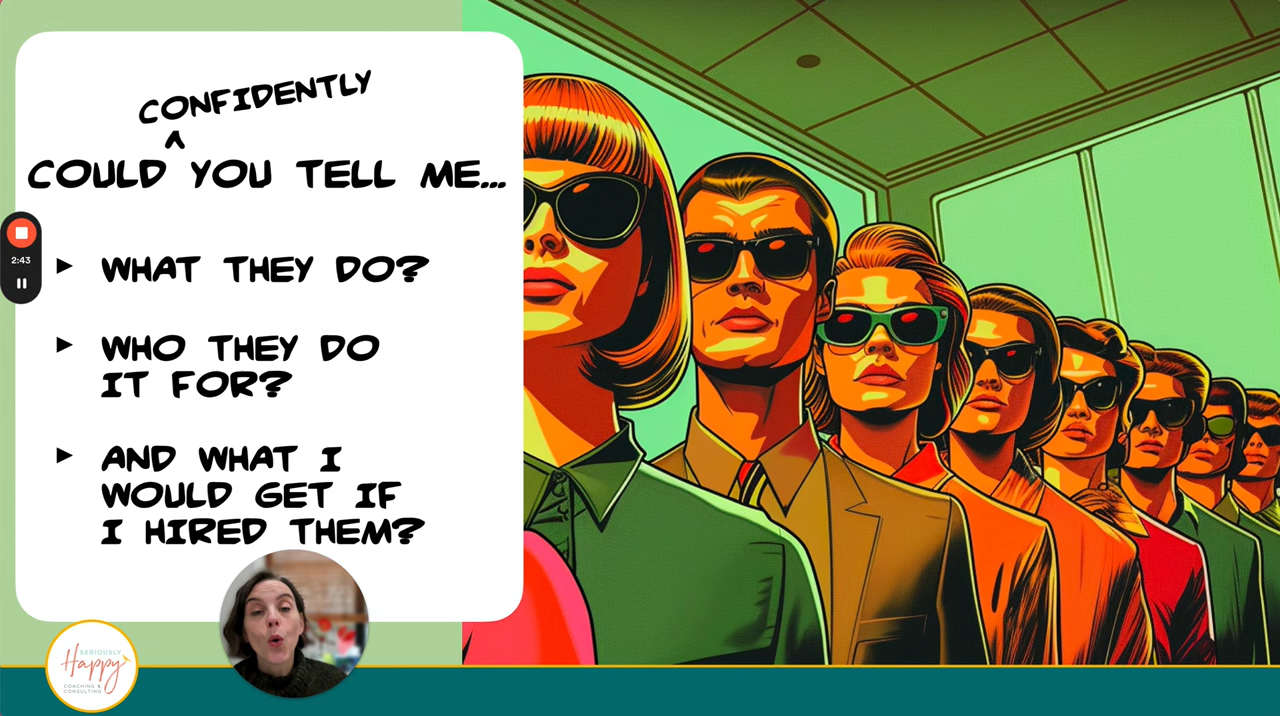 CONFIDENTLY
^
COULD YOU TELL ME...
2:43
▸ WHAT THEY DO?
▸ WHO THEY DO
IT FOR?
▸ AND WHAT I
WOULD GET IF
I HIRED THEM?
SERIOUSLY
Happy
COACHING &
CONSULTING